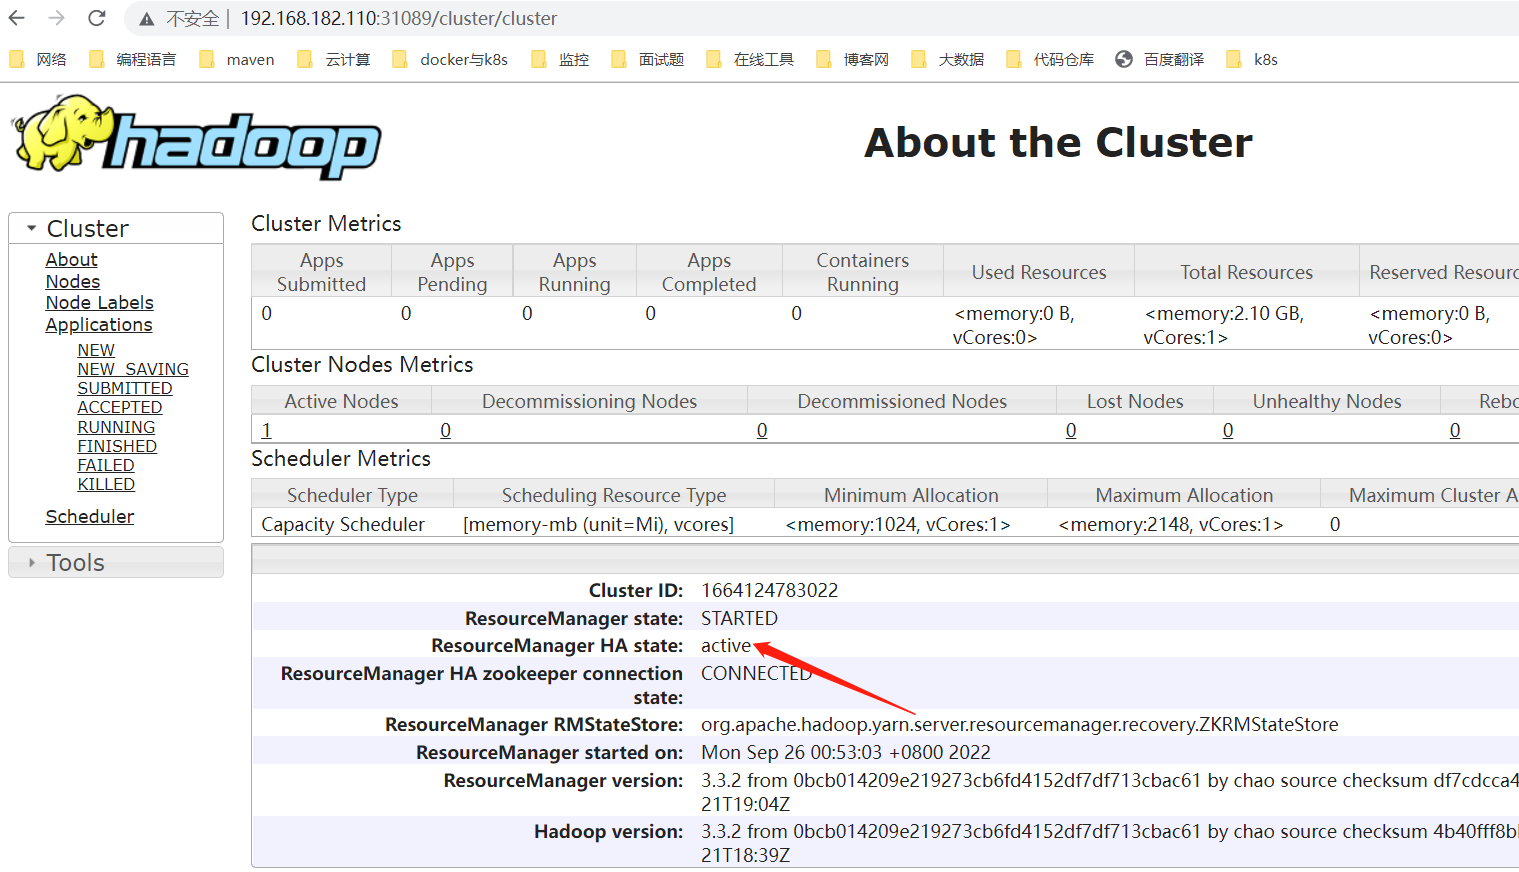 不安全 | 192.168.182.110:31089/cluster/cluster
网络 编程语言 maven 云计算 docker与k8s 监控 面试题 在线工具 博客网 大数据 代码仓库 百度翻译 k8s
hadoop
About the Cluster
Cluster
About
Nodes
Node Labels
Applications
NEW
NEW_SAVING
SUBMITTED
ACCEPTED
RUNNING
FINISHED
FAILED
KILLED
Scheduler
Tools
Cluster Metrics
Apps Submitted Apps Pending Apps Running Apps Completed Containers Running Used Resources Total Resources Reserved Resourc
0 0 0 0 0 <memory:0 B, vCores:0> <memory:2.10 GB, vCores:1> <memory:0 B, vCores:0>
Cluster Nodes Metrics
Active Nodes Decommissioning Nodes Decommissioned Nodes Lost Nodes Unhealthy Nodes Rebo
1 0 0 0 0 0
Scheduler Metrics
Scheduler Type Scheduling Resource Type Minimum Allocation Maximum Allocation Maximum Cluster A
Capacity Scheduler [memory-mb (unit=Mi), vcores] <memory:1024, vCores:1> <memory:2148, vCores:1> 0
Cluster ID: 1664124783022
ResourceManager state: STARTED
ResourceManager HA state: active
ResourceManager HA zookeeper connection state: CONNECTED
ResourceManager RMStateStore: org.apache.hadoop.yarn.server.resourcemanager.recovery.ZKRMStateStore
ResourceManager started on: Mon Sep 26 00:53:03 +0800 2022
ResourceManager version: 3.3.2 from 0bcb014209e219273cb6fd4152df7df713cbac61 by chao source checksum df7cdcca4
21T19:04Z
Hadoop version: 3.3.2 from 0bcb014209e219273cb6fd4152df7df713cbac61 by chao source checksum 4b40fff8b
21T18:39Z